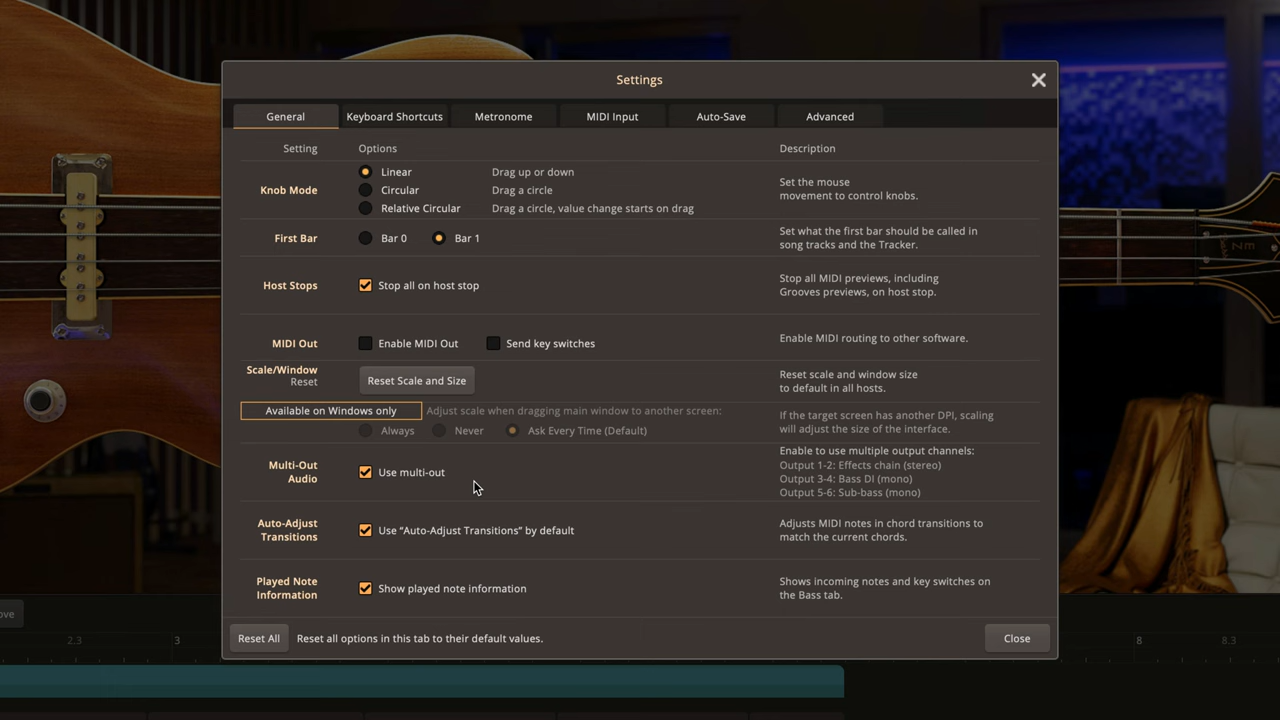 Settings
General
Keyboard Shortcuts
Metronome
MIDI Input
Auto-Save
Advanced
Setting
Options
Description
Knob Mode
Linear
Drag up or down
Circular
Drag a circle
Relative Circular
Drag a circle, value change starts on drag
Set the mouse
movement to control knobs.
First Bar
Bar 0
Bar 1
Set what the first bar should be called in
song tracks and the Tracker.
Host Stops
Stop all on host stop
Stop all MIDI previews, including
Grooves previews, on host stop.
MIDI Out
Enable MIDI Out
Send key switches
Enable MIDI routing to other software.
Scale/Window
Reset
Reset Scale and Size
Reset scale and window size
to default in all hosts.
Available on Windows only
Adjust scale when dragging main window to another screen:
Always
Never
Ask Every Time (Default)
If the target screen has another DPI, scaling
will adjust the size of the interface.
Multi-Out
Audio
Use multi-out
Enable to use multiple output channels:
Output 1-2: Effects chain (stereo)
Output 3-4: Bass DI (mono)
Output 5-6: Sub-bass (mono)
Auto-Adjust
Transitions
Use “Auto-Adjust Transitions” by default
Adjusts MIDI notes in chord transitions to
match the current chords.
Played Note
Information
Show played note information
Shows incoming notes and key switches on
the Bass tab.
Reset All
Reset all options in this tab to their default values.
Close
ove
2.3
3
8
8.3